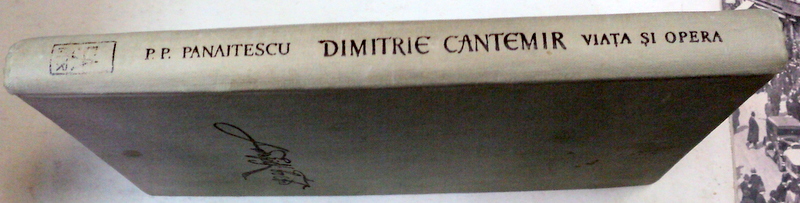 P. P. PANAITESCU DIMITRIE CANTEMIR VIAȚA ȘI OPERA